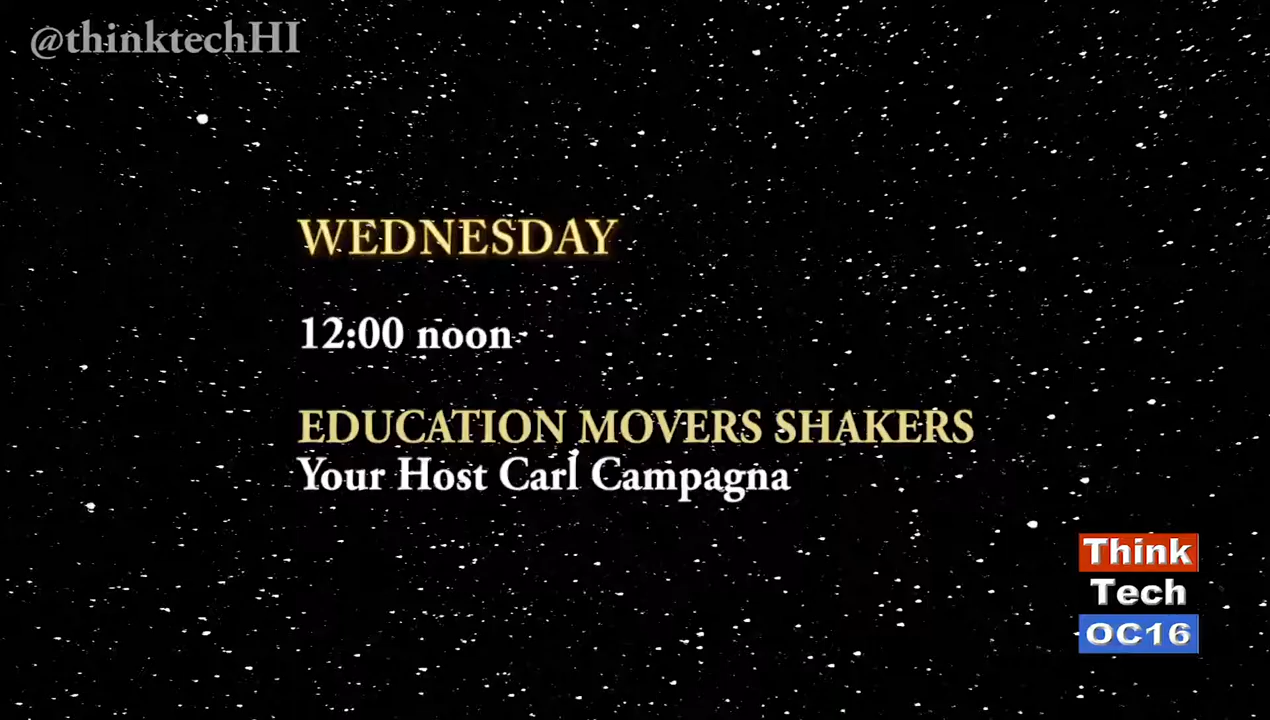 @thinktechHI
WEDNESDAY
12:00 noon
EDUCATION MOVERS SHAKERS
Your Host Carl Campagna
Think
Tech
OC16